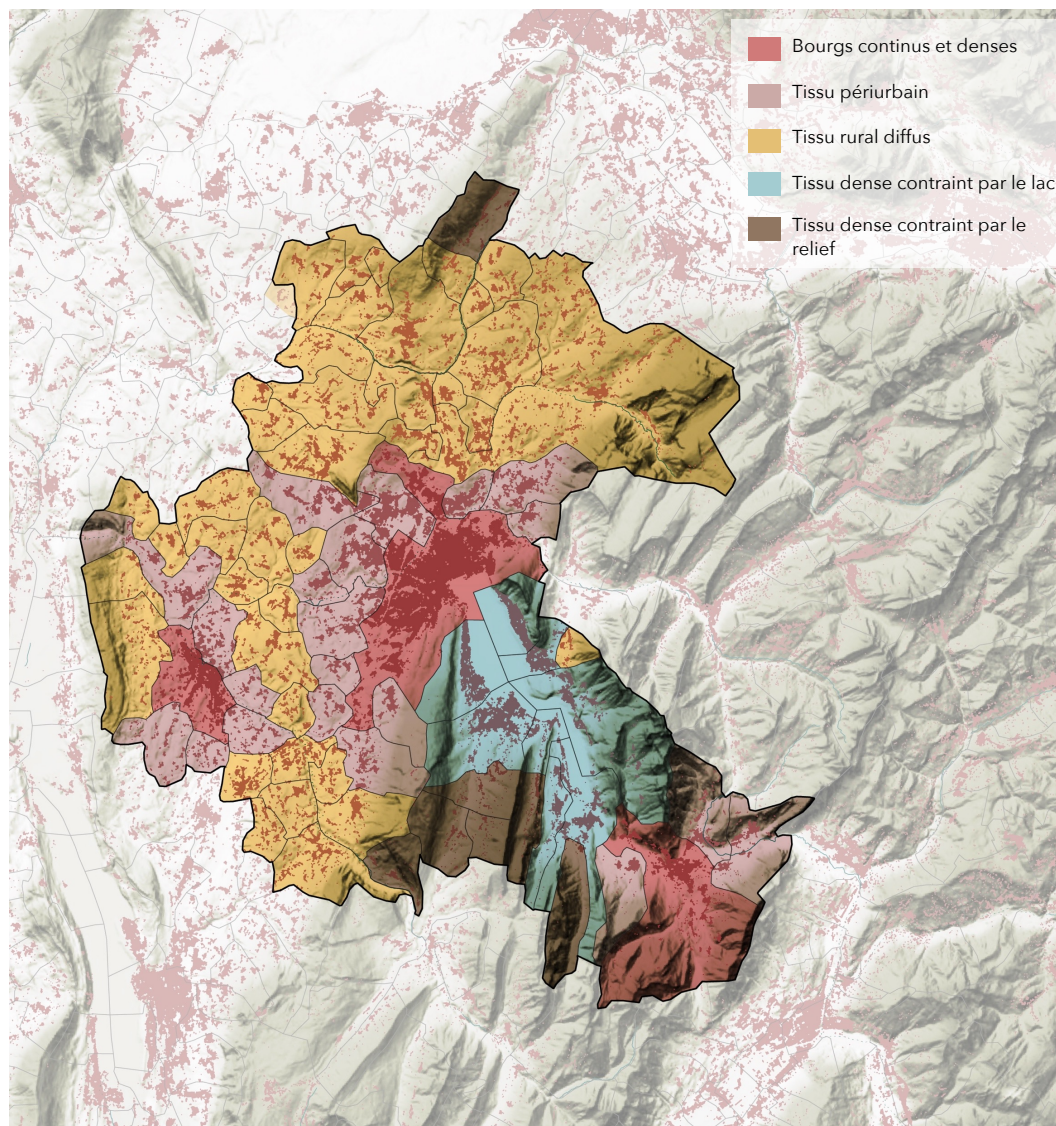 Bourgs continus et denses
Tissu périurbain
Tissu rural diffus
Tissu dense contraint par le lac
Tissu dense contraint par le
relief